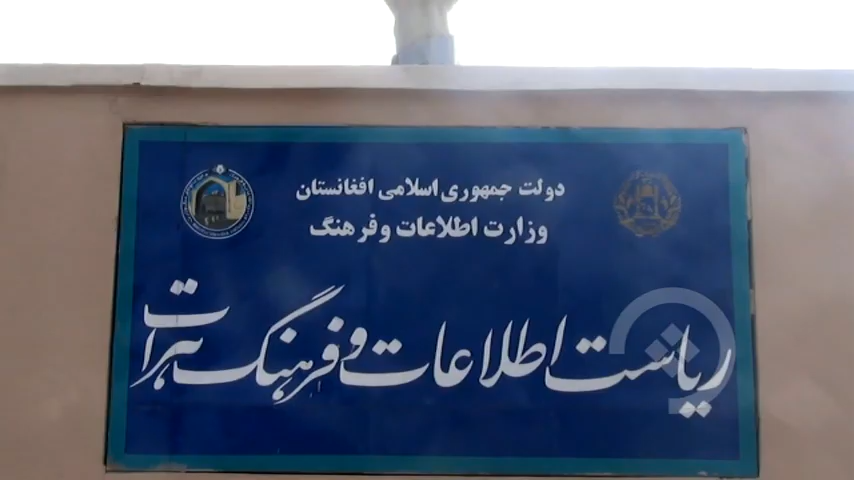 دولت جمهوری اسلامی افغانستان
وزارت اطلاعات و فرهنگ
ریاست اطلاعات و فرهنگ هرات